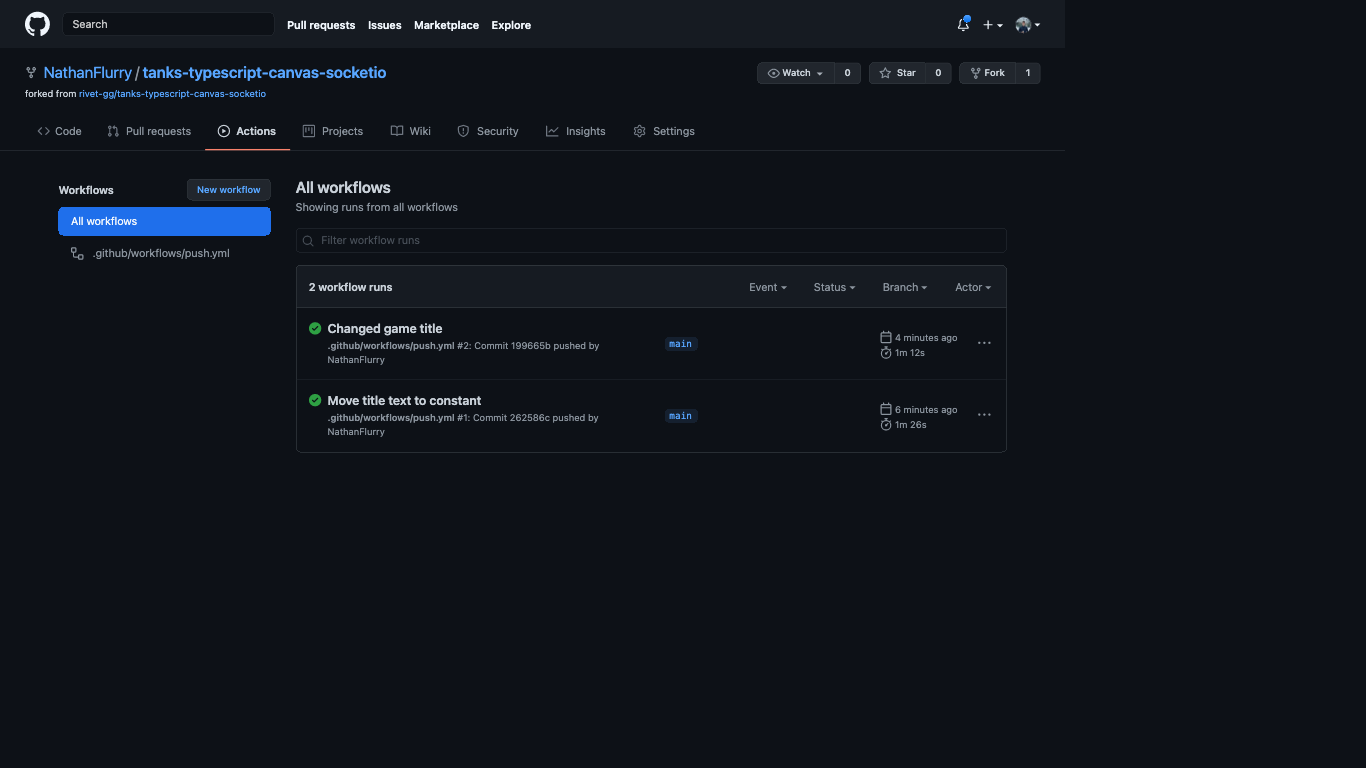 Search
Pull requests Issues Marketplace Explore
NathanFlurry / tanks-typescript-canvas-socketio
forked from rivet-gg/tanks-typescript-canvas-socketio
Watch 0 Star 0 Fork 1
Code Pull requests Actions Projects Wiki Security Insights Settings
Workflows
New workflow
All workflows
.github/workflows/push.yml
All workflows
Showing runs from all workflows
Filter workflow runs
2 workflow runs
Event Status Branch Actor
Changed game title
.github/workflows/push.yml #2: Commit 199665b pushed by
NathanFlurry
main
4 minutes ago
1m 12s
Move title text to constant
.github/workflows/push.yml #1: Commit 262586c pushed by
NathanFlurry
main
6 minutes ago
1m 26s